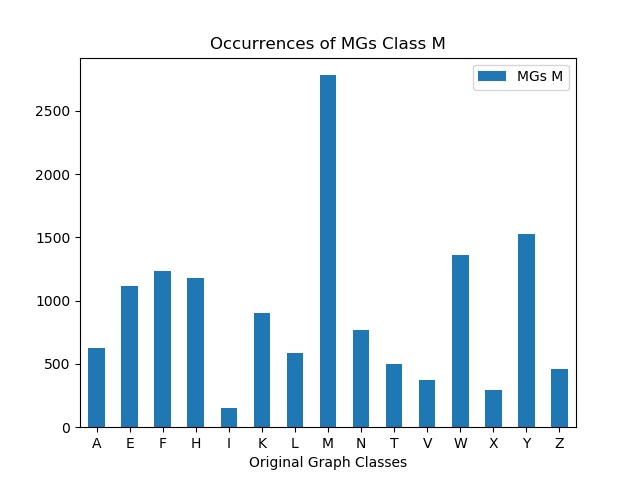 Occurrences of MGs Class M
MGs M
2500
2000
1500
1000
500
0
A E F H I K L M N T V W X Y Z
Original Graph Classes